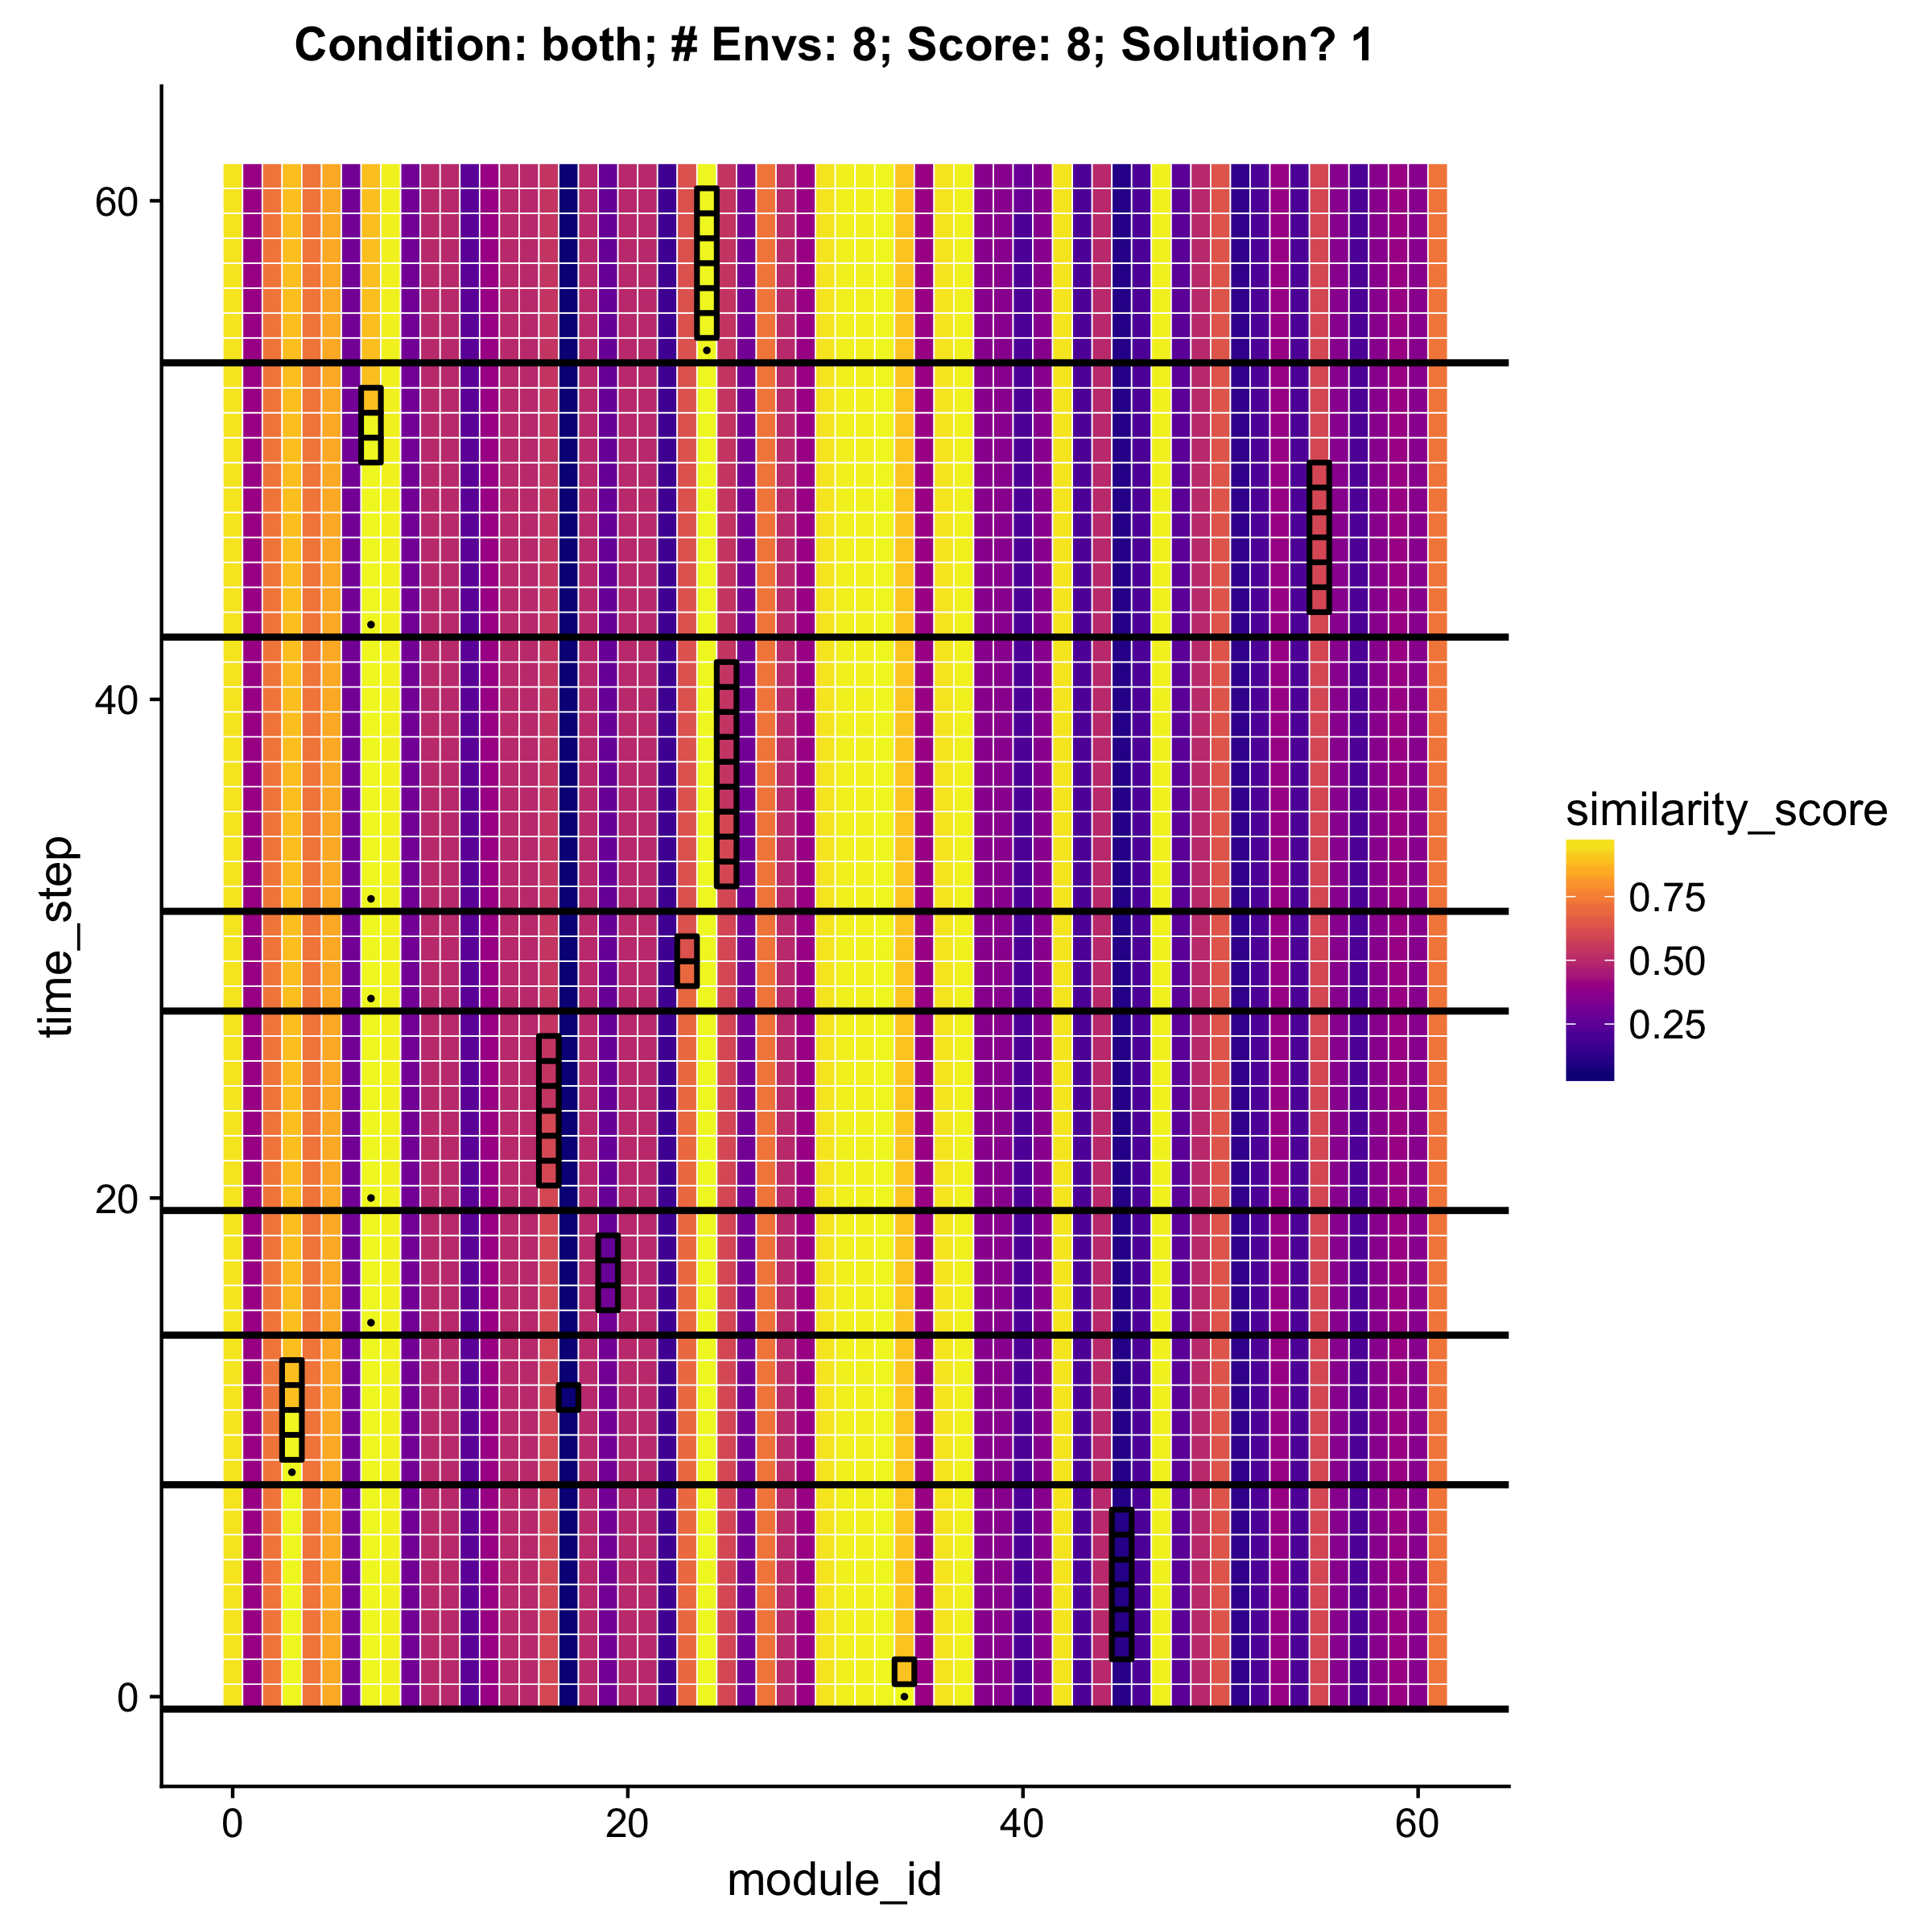 Condition: both; # Envs: 8; Score: 8; Solution? 1
60
40
20
0
time_step
0
20
40
60
module_id
similarity_score
0.75
0.50
0.25